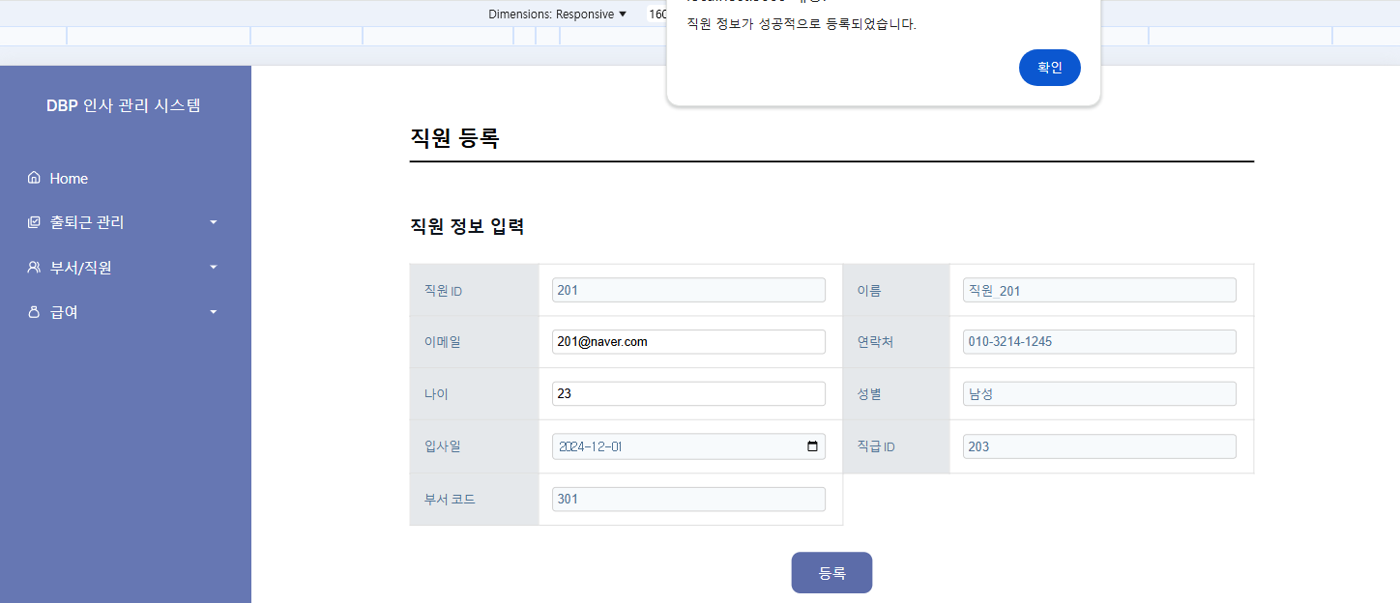 Dimensions: Responsive ▼
직원 정보가 성공적으로 등록되었습니다.
확인
DBP 인사 관리 시스템
Home
출퇴근 관리
부서/직원
급여
직원 등록
직원 정보 입력
직원 ID 201 이름 직원_201
이메일 201@naver.com 연락처 010-3214-1245
나이 23 성별 남성
입사일 2024-12-01 직급 ID 203
부서 코드 301
등록